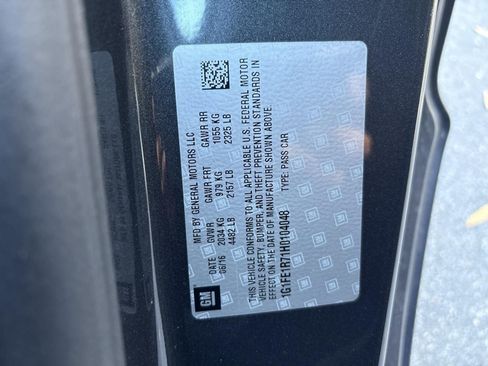 MFD BY GENERAL MOTORS LLC
DATE GVWR GAWR FRT GAWR RR
06/16 2034 KG 979 KG 1055 KG
4482 LB 2157 LB 2325 LB
THIS VEHICLE CONFORMS TO ALL APPLICABLE U.S. FEDERAL MOTOR
VEHICLE SAFETY, BUMPER, AND THEFT PREVENTION STANDARDS IN
EFFECT ON THE DATE OF MANUFACTURE SHOWN ABOVE.
1G1FE1R71H0104048 TYPE: PASS CAR
GM